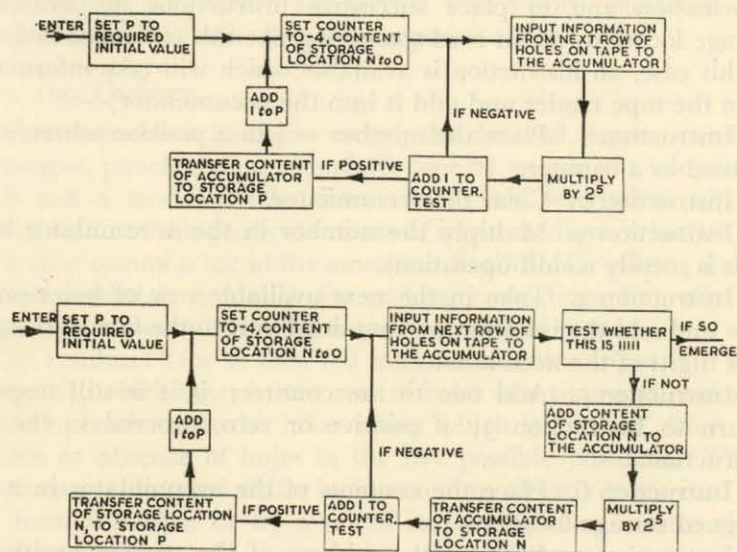 ENTER
SET P TO
REQUIRED
INITIAL VALUE
SET COUNTER
TO-4, CONTENT
OF STORAGE
LOCATION N to O
INPUT INFORMATION
FROM NEXT ROW OF
HOLES ON TAPE TO
THE ACCUMULATOR
ADD
I to P
IF NEGATIVE
TRANSFER CONTENT
OF ACCUMULATOR
TO STORAGE
LOCATION P.
IF POSITIVE
ADD I TO
COUNTER.
TEST
MULTIPLY
BY 2⁵
ENTER
SET P TO
REQUIRED
INITIAL VALUE
SET COUNTER
TO-4, CONTENT
OF STORAGE
LOCATION N to O
INPUT INFORMATION
FROM NEXT ROW OF
HOLES ON TAPE TO
THE ACCUMULATOR
TEST WHETHER
THIS IS IIIII
IF SO
EMERGE
IF NOT
ADD
I to P
ADD CONTENT
OF STORAGE
LOCATION N TO
THE ACCUMULATOR
IF NEGATIVE
TRANSFER CONTENT
OF STORAGE LOCATION
N, TO STORAGE
LOCATION P
IF POSITIVE
ADD I TO
COUNTER.
TEST
TRANSFER CONTENT
OF ACCUMULATOR
TO STORAGE
LOCATION N
MULTIPLY
BY 2⁵